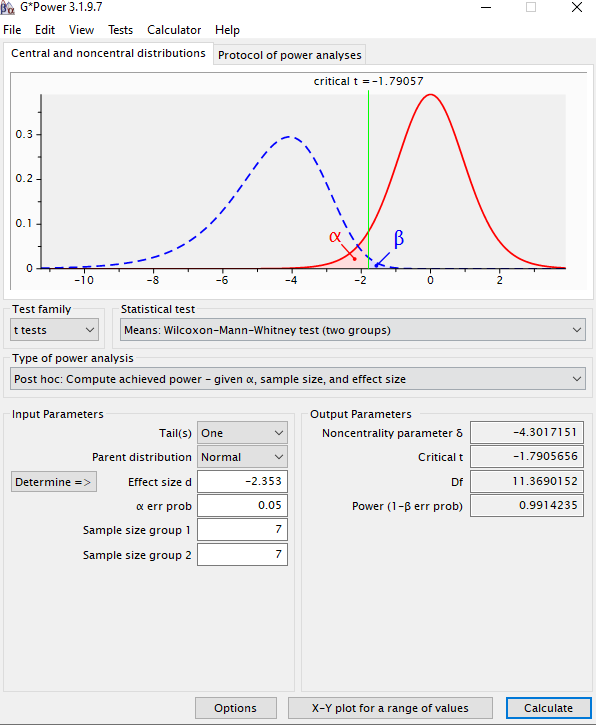 G*Power 3.1.9.7
File Edit View Tests Calculator Help
Central and noncentral distributions Protocol of power analyses
critical t = -1.79057
0.3
0.2
0.1
0
α
β
-10 -8 -6 -4 -2 0 2
Test family Statistical test
t tests Means: Wilcoxon-Mann-Whitney test (two groups)
Type of power analysis
Post hoc: Compute achieved power - given α, sample size, and effect size
Input Parameters Output Parameters
Tail(s) One Noncentrality parameter δ -4.3017151
Parent distribution Normal Critical t -1.7905656
Determine => Effect size d -2.353 Df 11.3690152
α err prob 0.05 Power (1-β err prob) 0.9914235
Sample size group 1 7
Sample size group 2 7
Options X-Y plot for a range of values Calculate